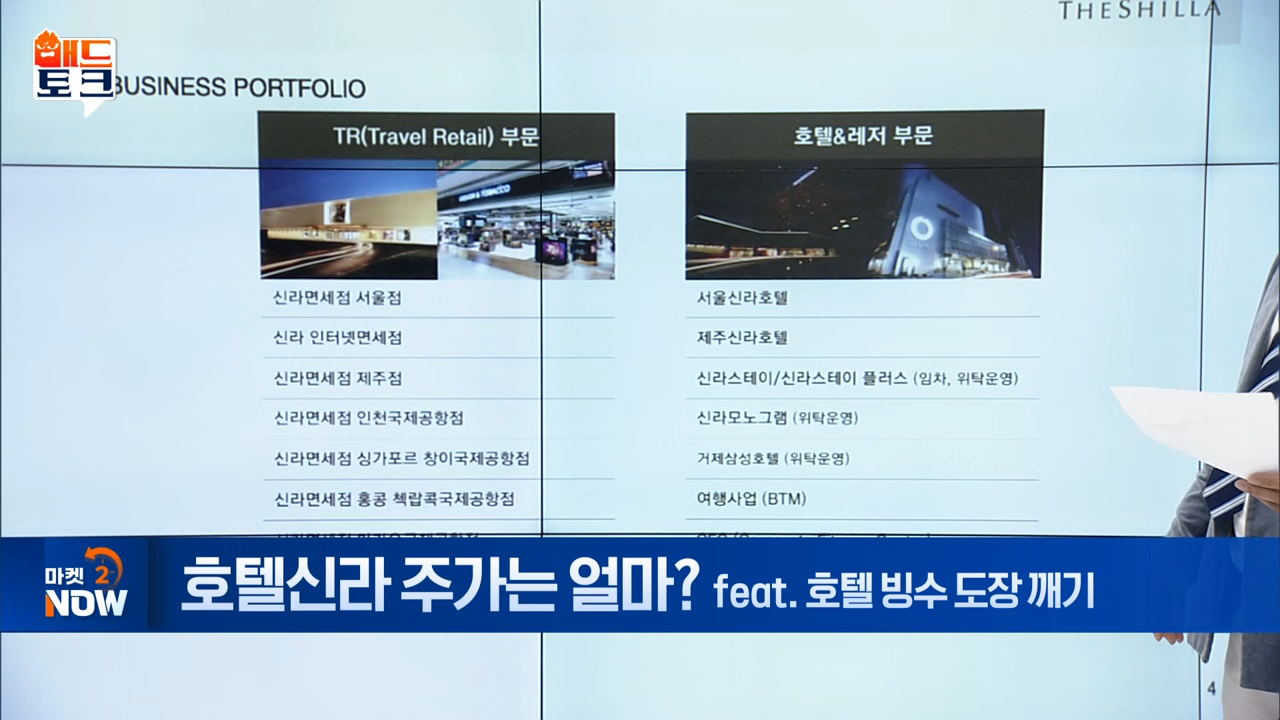 THE SHILLA
매드
토크
BUSINESS PORTFOLIO
TR(Travel Retail) 부문
호텔&레저 부문
신라면세점 서울점
서울신라호텔
신라 인터넷면세점
제주신라호텔
신라면세점 제주점
신라스테이/신라스테이 플러스 (임차, 위탁운영)
신라면세점 인천국제공항점
신라모노그램 (위탁운영)
신라면세점 싱가포르 창이국제공항점
거제삼성호텔 (위탁운영)
신라면세점 홍콩 첵랍콕국제공항점
여행사업 (BTM)
마켓 2
NOW
호텔신라 주가는 얼마? feat. 호텔 빙수 도장 깨기
4